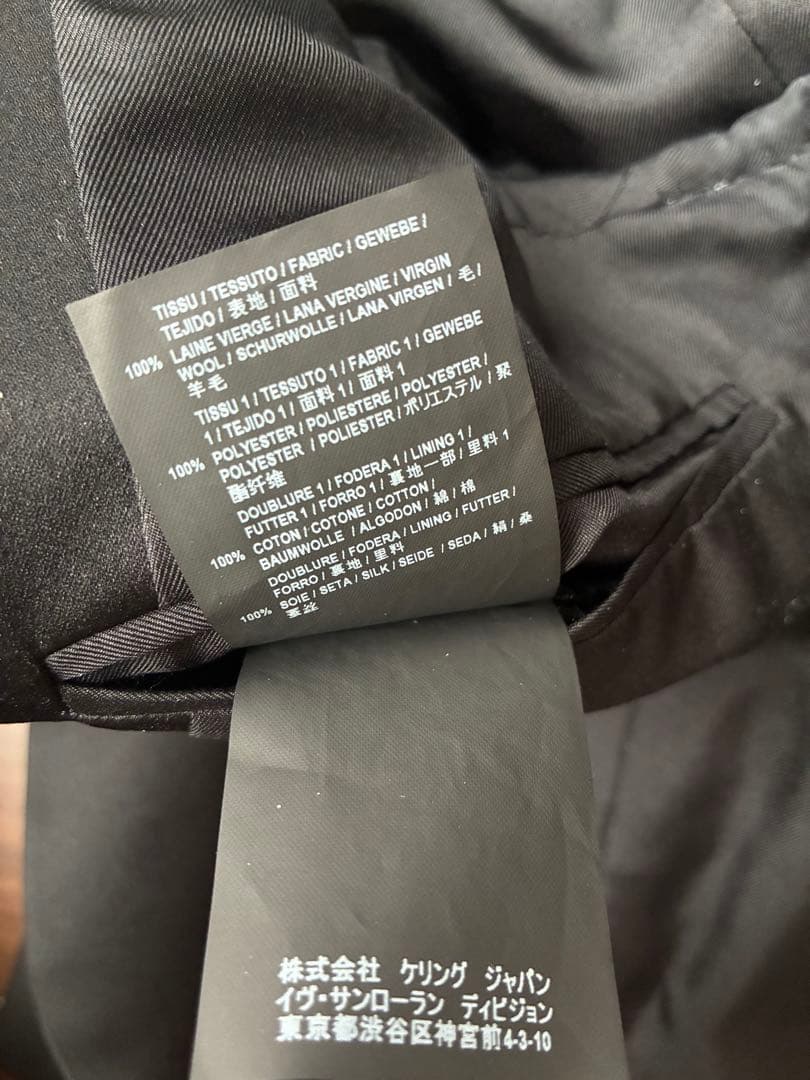 TISSU / TESSUTO / FABRIC / GEWEBE /
TEJIDO / 表地 / 面料
100% LAINE VIERGE / LANA VERGINE / VIRGIN
WOOL / SCHURWOLLE / LANA VIRGEN / 毛 /
羊毛
TISSU 1 / TESSUTO 1 / FABRIC 1 / GEWEBE
1 / TEJIDO 1 / 面料 1 / 面料 1
100% POLYESTER / POLIESTERE / POLYESTER /
POLYESTER / POLIESTER / ポリエステル / 聚
酯纤维
DOUBLURE 1 / FODERA 1 / LINING 1 /
FUTTER 1 / FORRO 1 / 裏地一部 / 里料 1
100% COTON / COTONE / COTTON /
BAUMWOLLE / ALGODON / 綿 / 棉
DOUBLURE / FODERA / LINING / FUTTER /
FORRO / 裏地 / 里料
100% SOIE / SETA / SILK / SEIDE / SEDA / 絹 / 桑
蚕丝
株式会社 ケリング ジャパン
イヴ・サンローラン ディビジョン
東京都渋谷区神宮前4-3-10